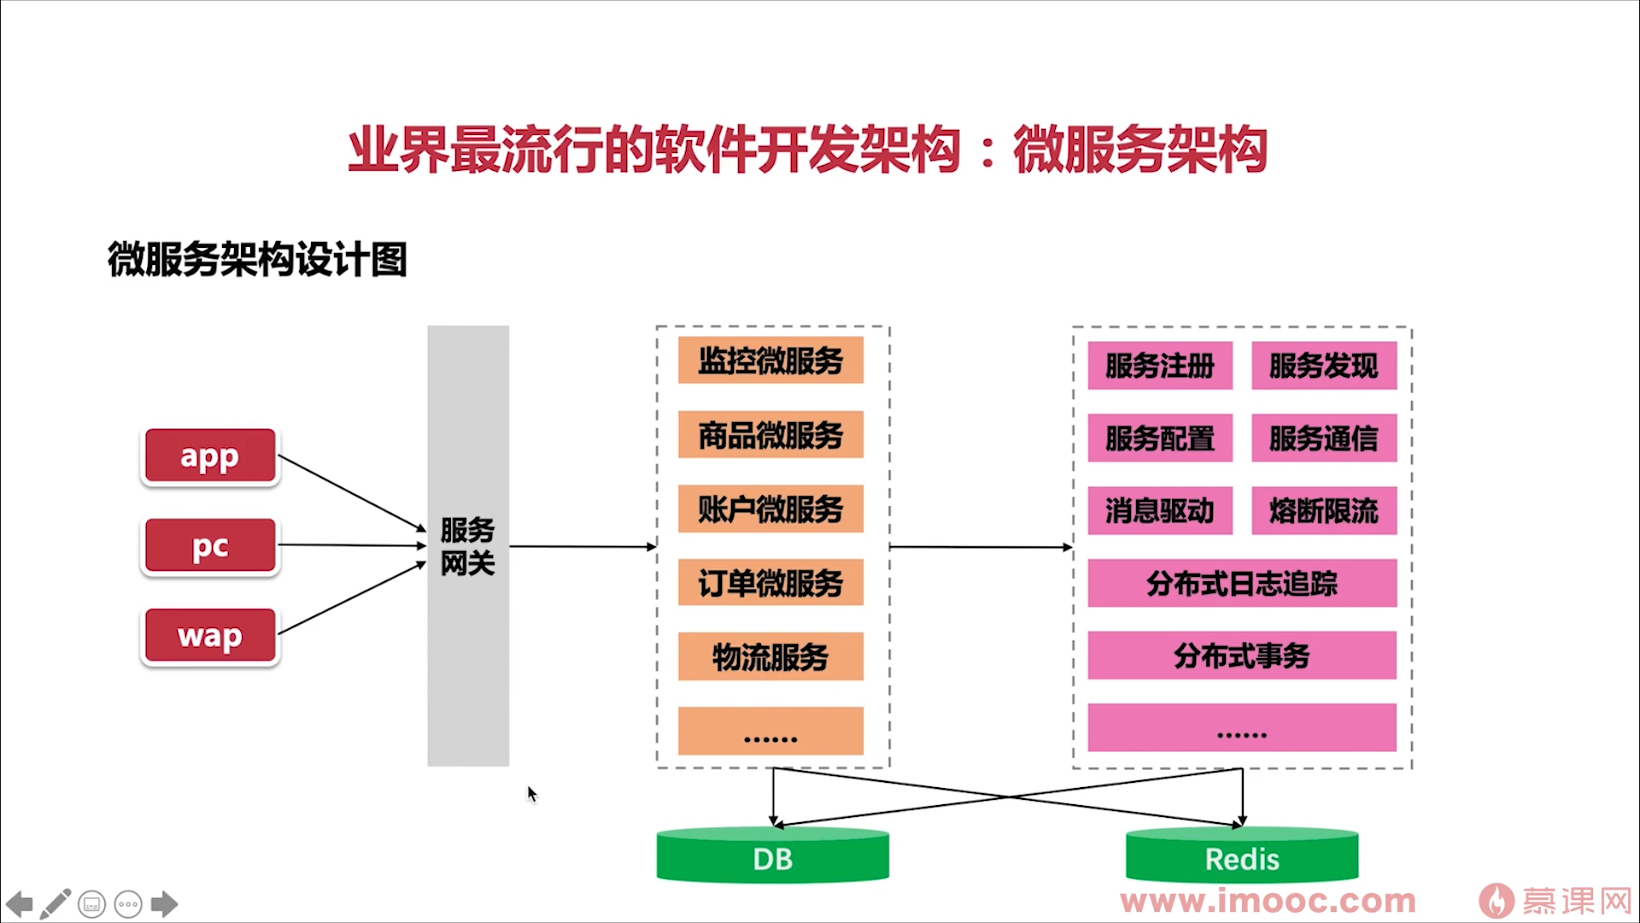 业界最流行的软件开发架构：微服务架构
微服务架构设计图
app
pc
wap
服务
网关
监控微服务
商品微服务
账户微服务
订单微服务
物流服务
......
服务注册
服务发现
服务配置
服务通信
消息驱动
熔断限流
分布式日志追踪
分布式事务
......
DB
Redis
www.imooc.com
慕课网